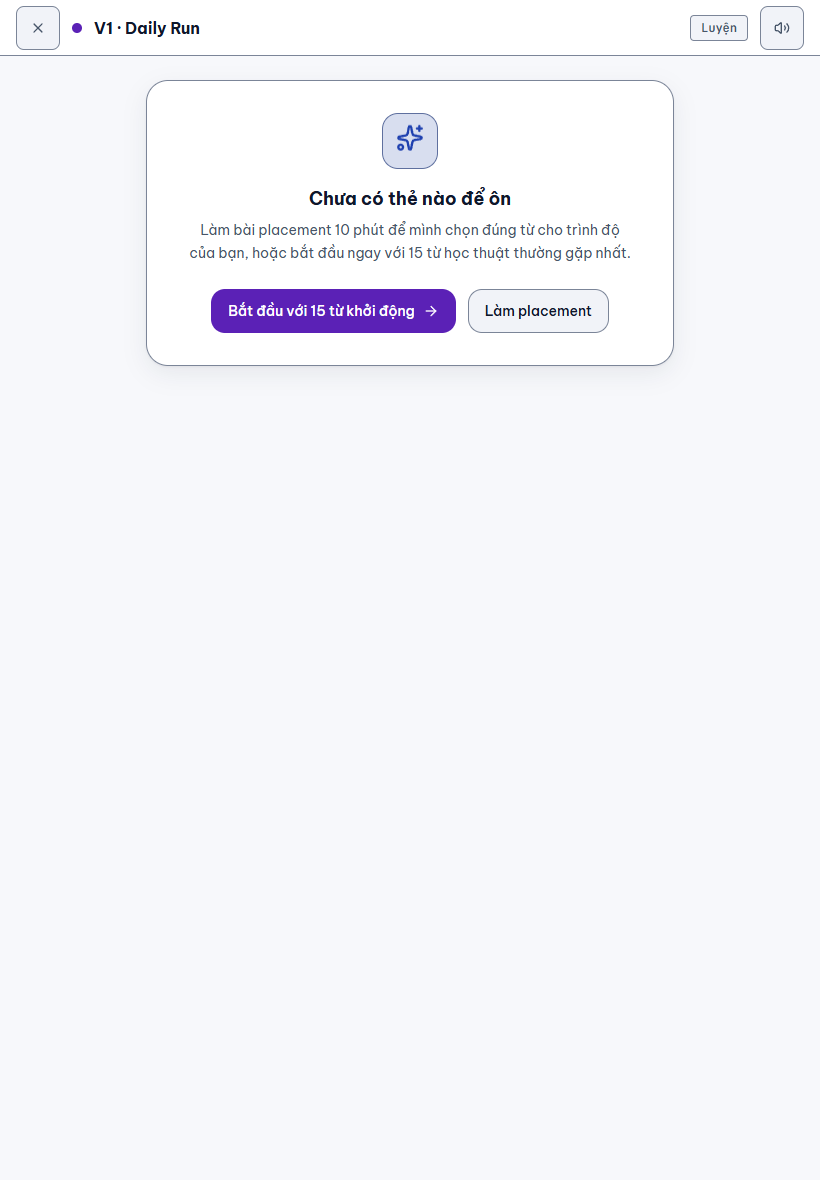 V1 · Daily Run
Luyện
Chưa có thẻ nào để ôn
Làm bài placement 10 phút để mình chọn đúng từ cho trình độ
của bạn, hoặc bắt đầu ngay với 15 từ học thuật thường gặp nhất.
Bắt đầu với 15 từ khởi động
Làm placement